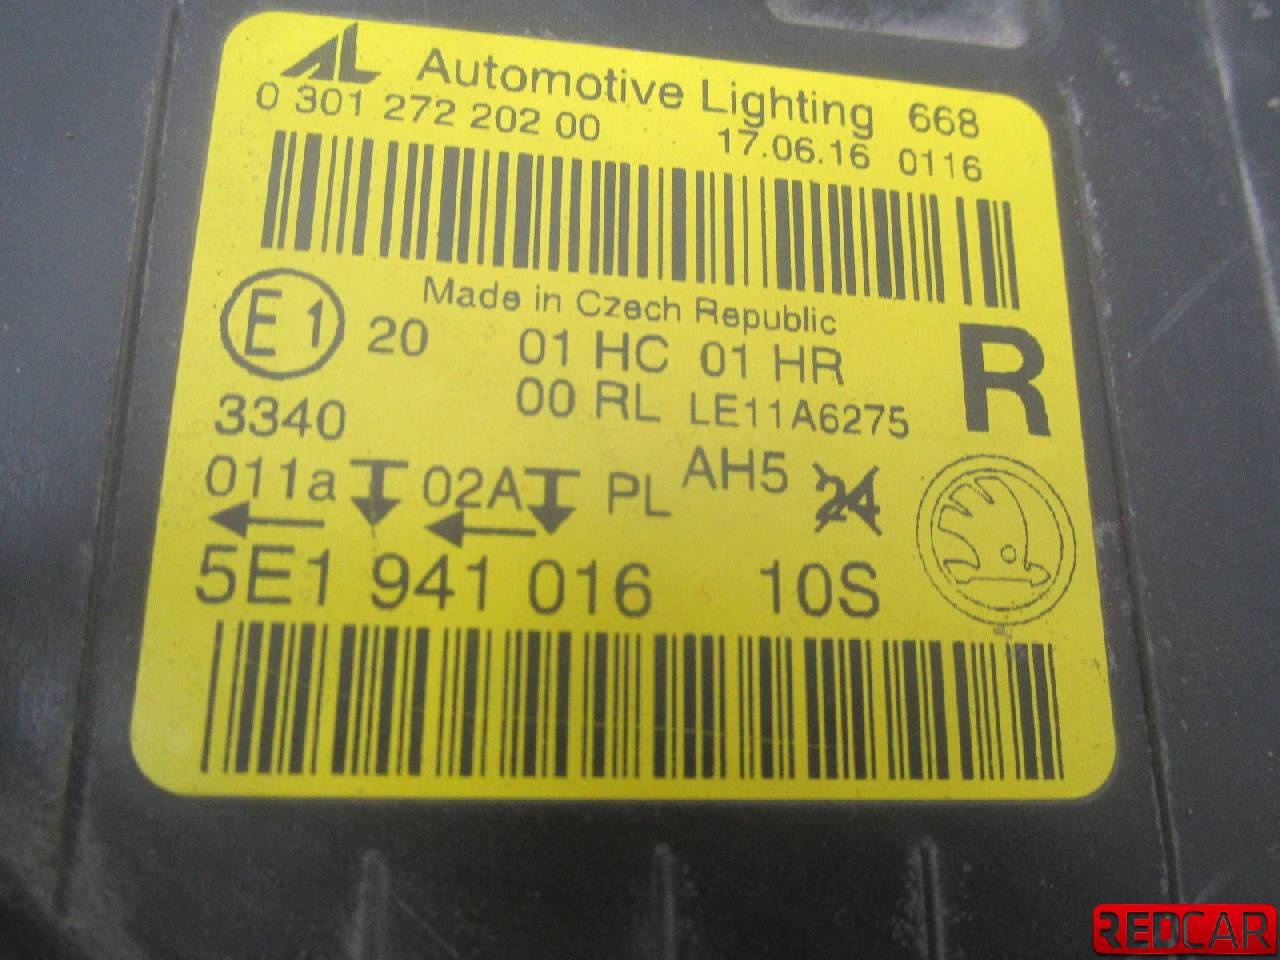 AL Automotive Lighting 668
0 301 272 202 00 17.06.16 0116
Made in Czech Republic
E1 20 01 HC 01 HR R
3340 00 RL LE11A6275
011a 02A PL AH5 24
5E1 941 016 10S
REDCAR